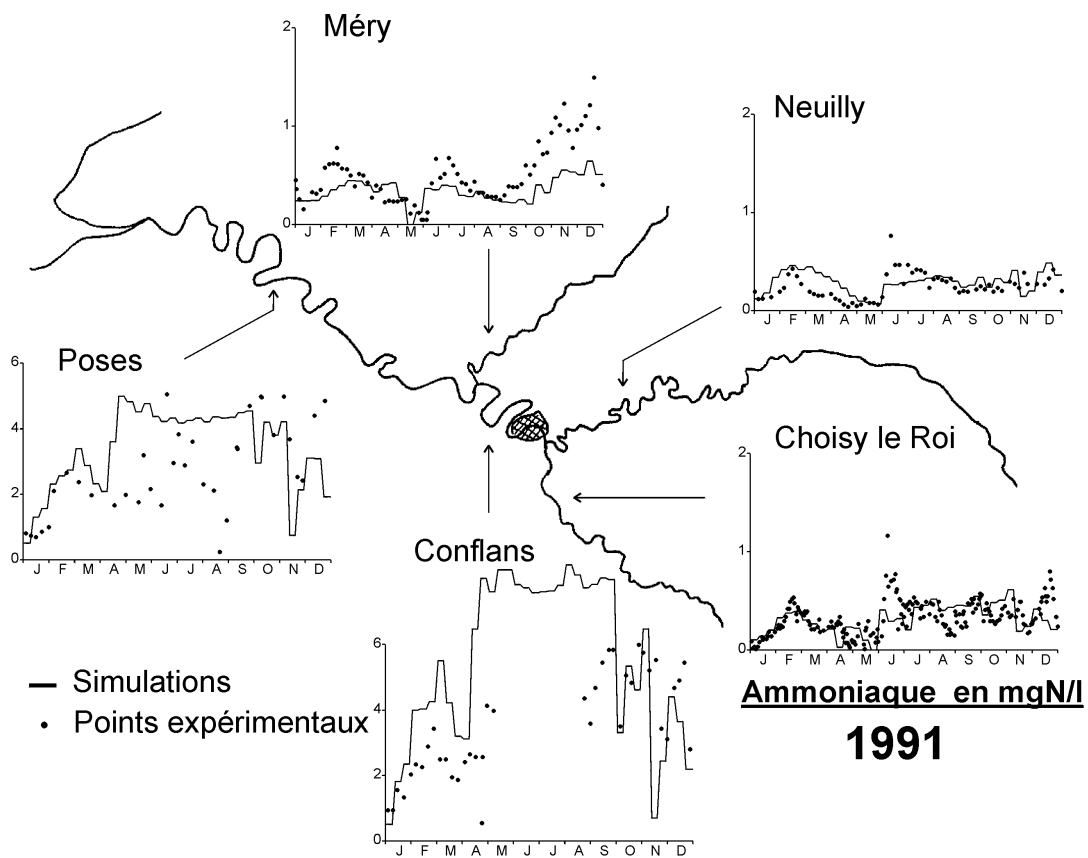 Méry
2
1
0
J F M A M J J A S O N D
Neuilly
2
1
0
J F M A M J J A S O N D
Poses
6
4
2
0
J F M A M J J A S O N D
Choisy le Roi
2
1
0
J F M A M J J A S O N D
Conflans
6
4
2
0
J F M A M J J A S O N D
Simulations
Points expérimentaux
Ammoniaque en mgN/l
1991